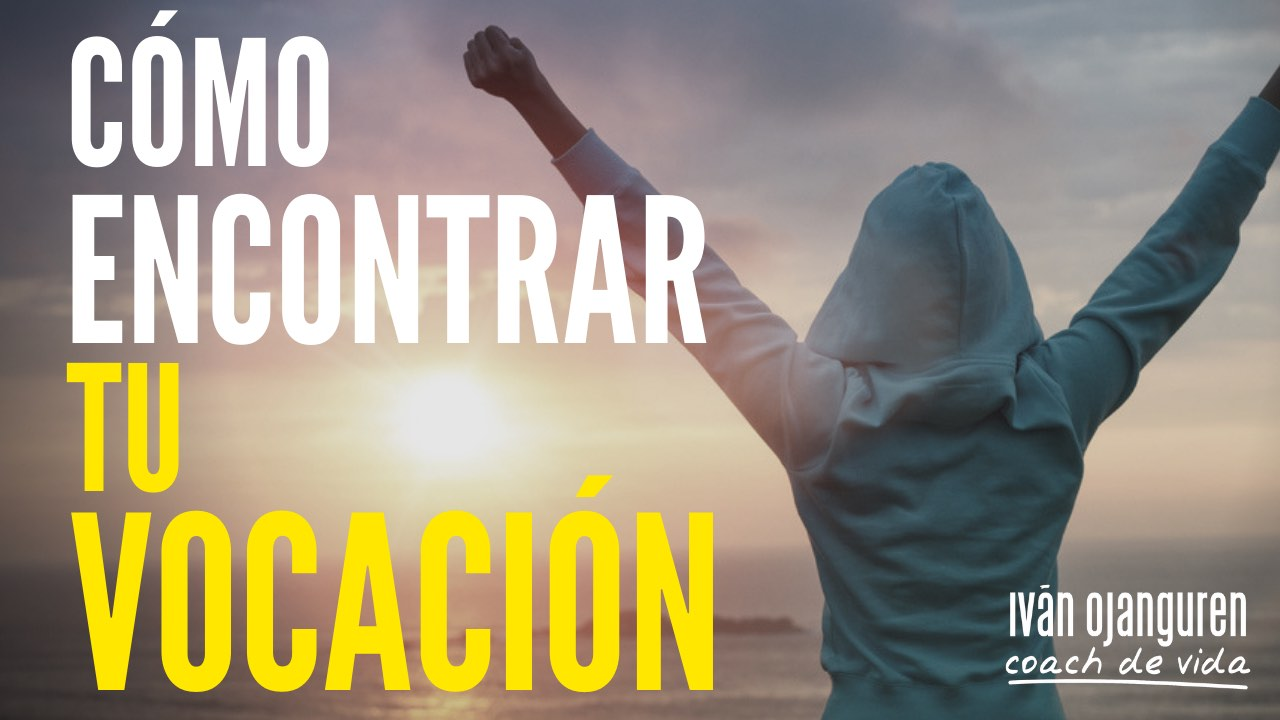 CÓMO
ENCONTRAR
TU
VOCACIÓN
Iván Ojanguren
coach de vida